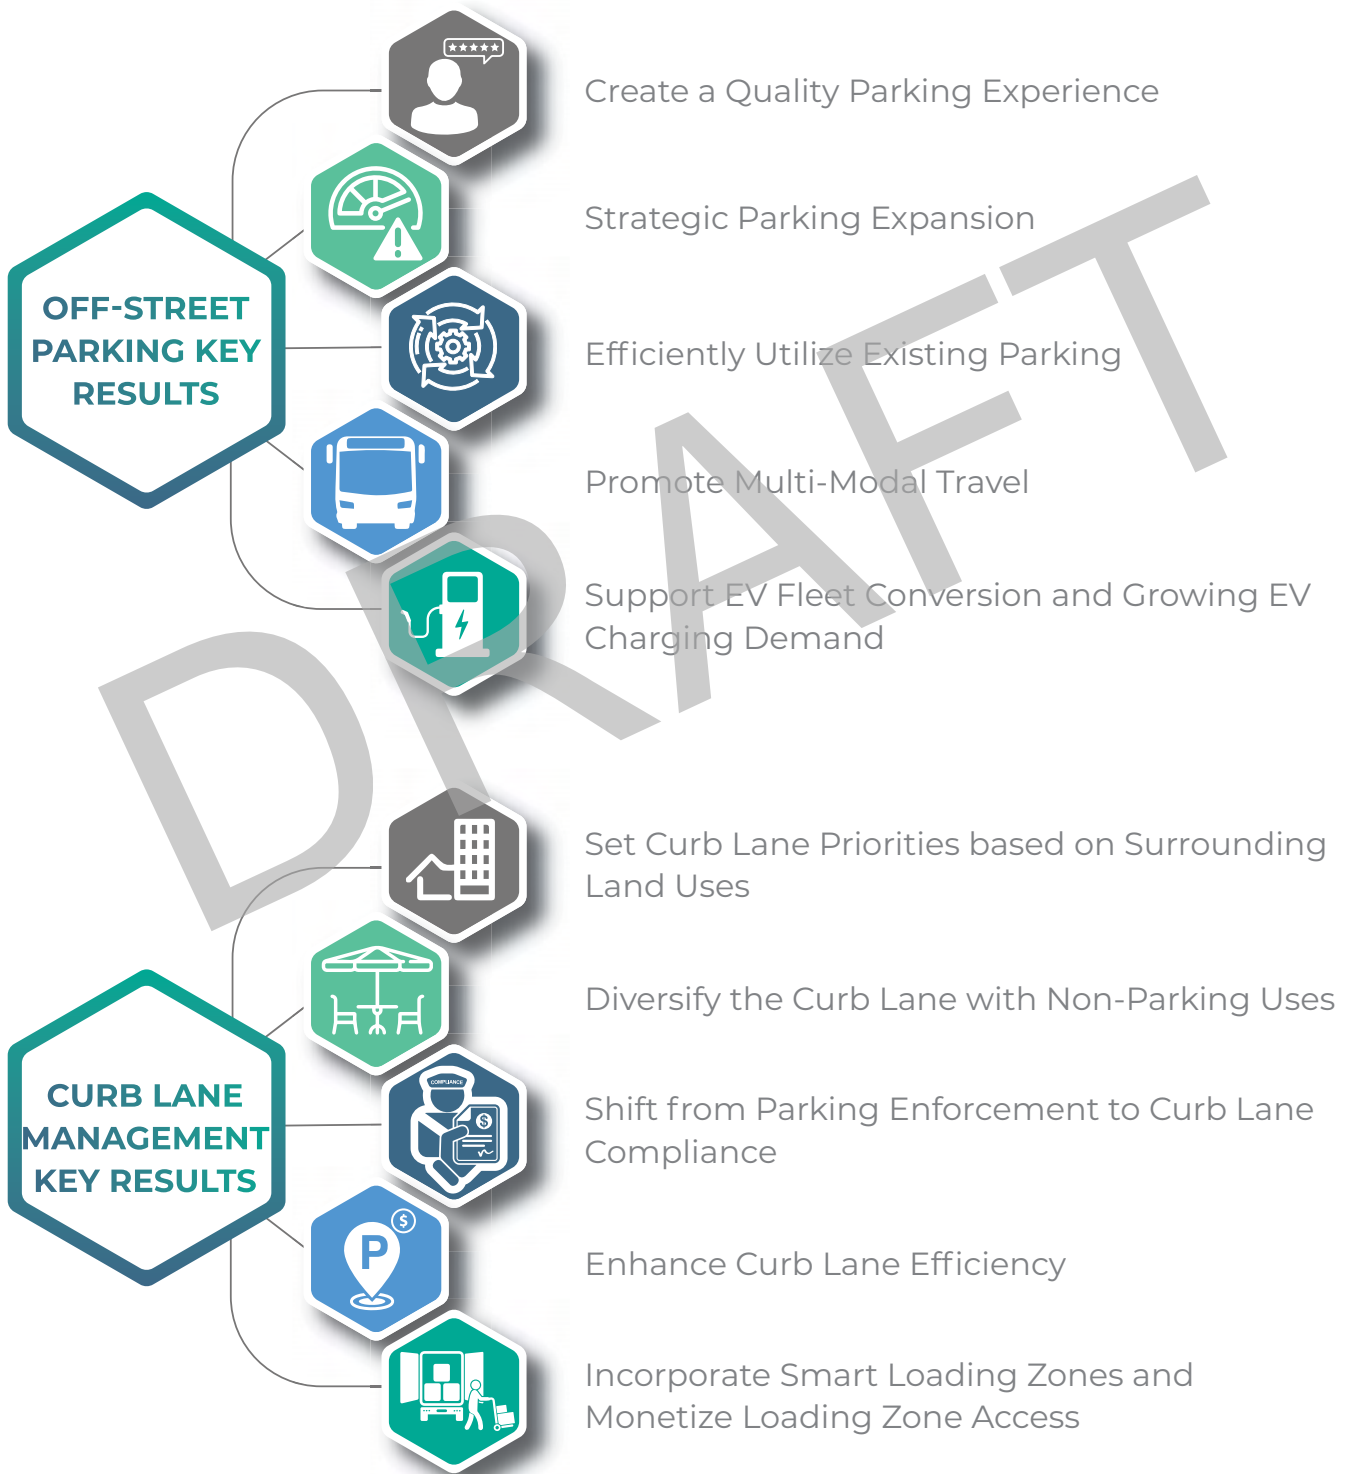 OFF-STREET
PARKING KEY
RESULTS
Create a Quality Parking Experience
Strategic Parking Expansion
Efficiently Utilize Existing Parking
Promote Multi-Modal Travel
Support EV Fleet Conversion and Growing EV
Charging Demand
DRAFT
CURB LANE
MANAGEMENT
KEY RESULTS
Set Curb Lane Priorities based on Surrounding
Land Uses
Diversify the Curb Lane with Non-Parking Uses
COMPLIANCE
$
Shift from Parking Enforcement to Curb Lane
Compliance
$
P
Enhance Curb Lane Efficiency
Incorporate Smart Loading Zones and
Monetize Loading Zone Access